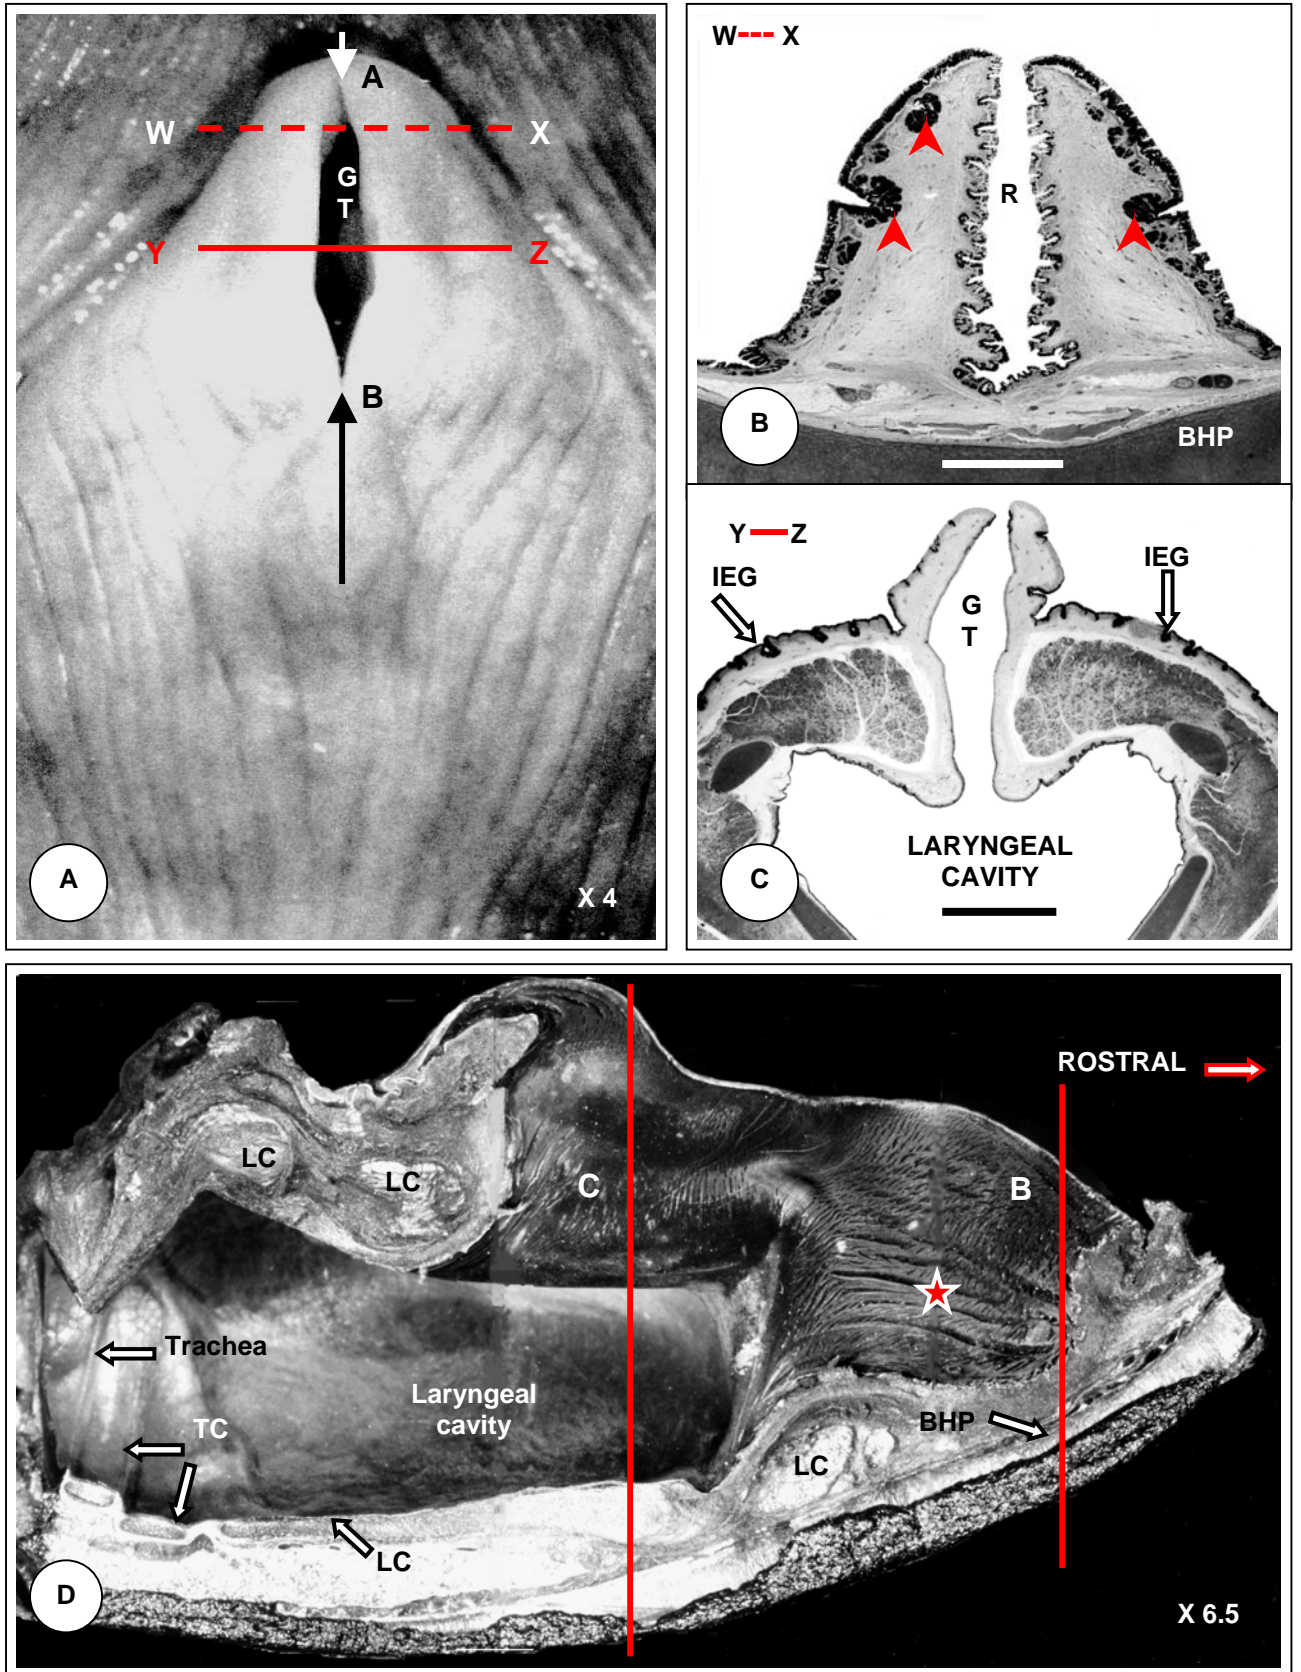 A
W
X
G
T
Y
Z
B
A
X 4
W X
R
B
BHP
Y Z
IEG
IEG
G
T
LARYNGEAL
CAVITY
C
ROSTRAL
LC
LC
C
B
Trachea
Laryngeal
cavity
TC
BHP
LC
LC
D
X 6.5